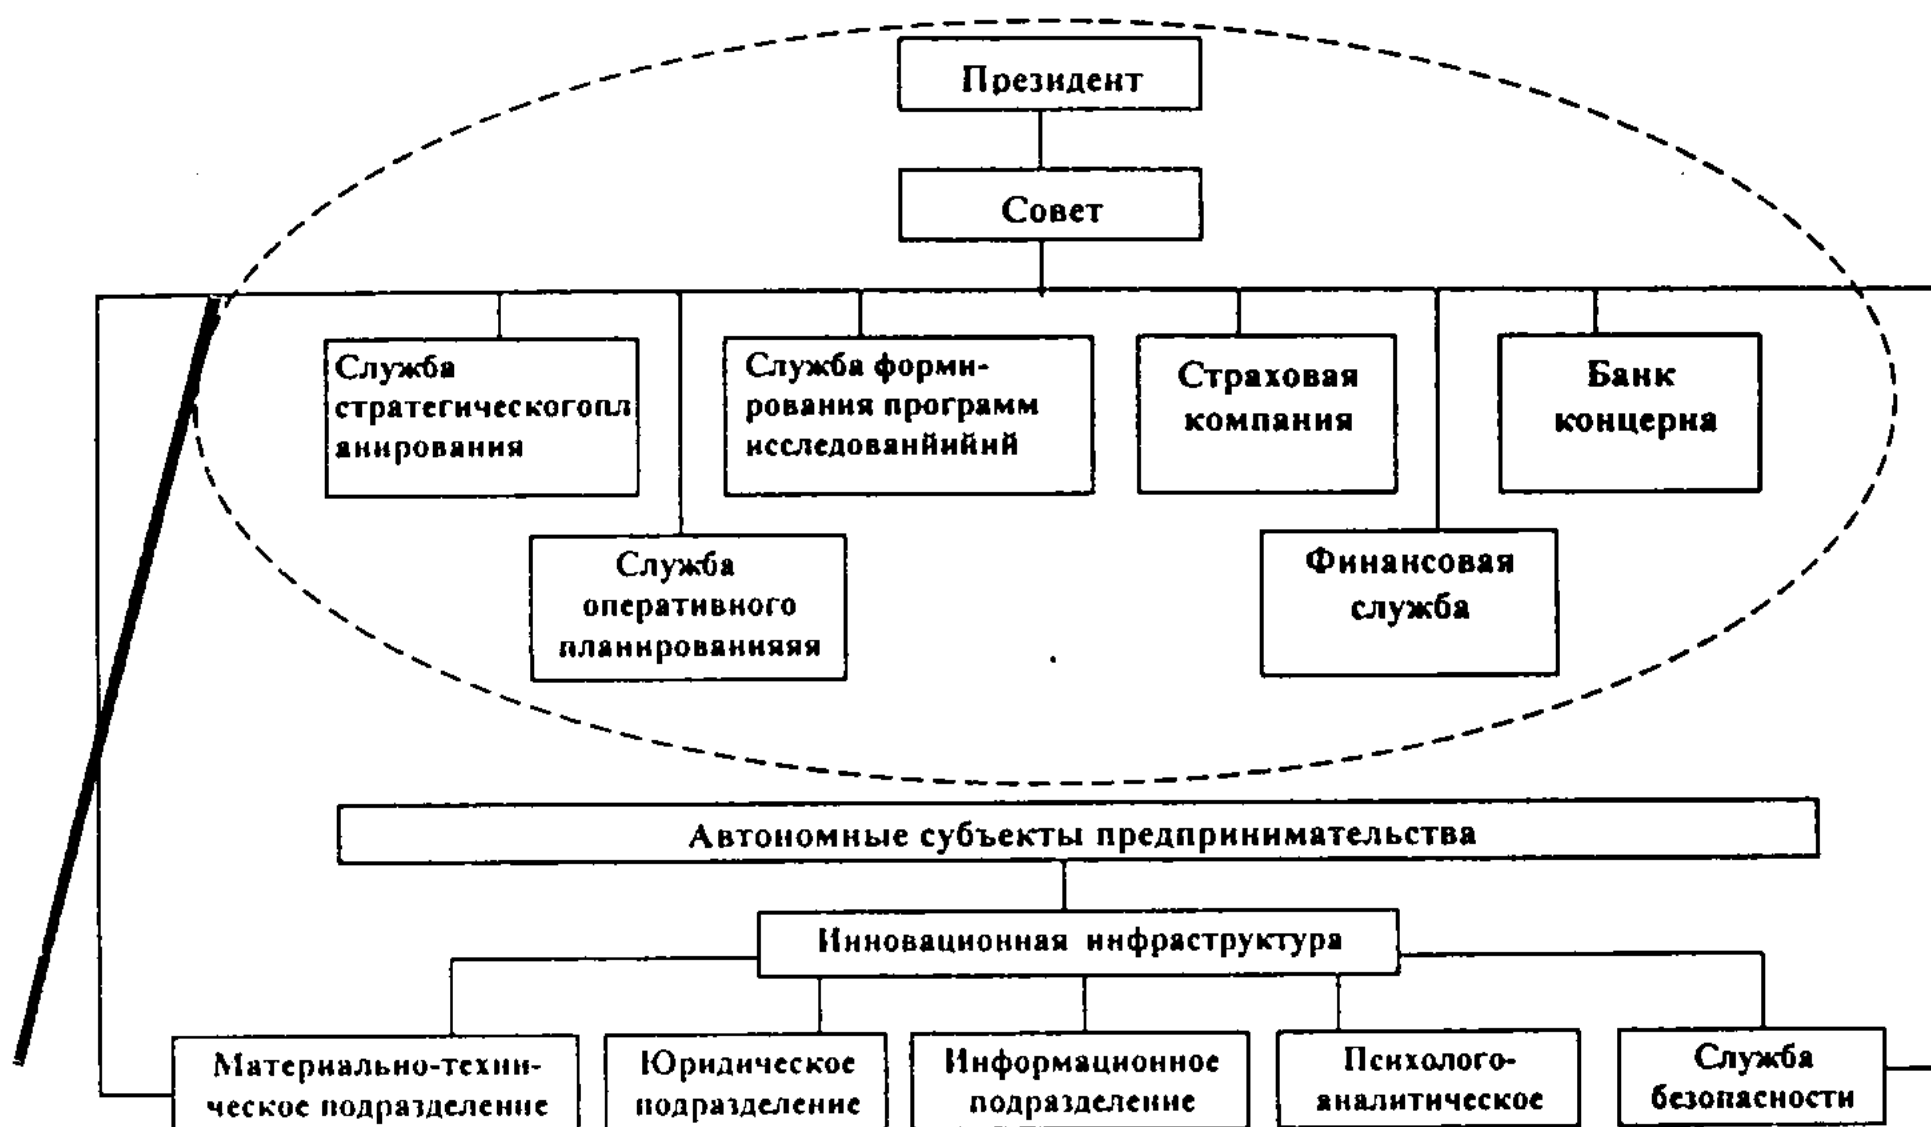 Президент
Совет
Служба
стратегическогопл
анирования
Служба форми-
рования программ
исследованйийий
Страховая
компания
Банк
концерна
Служба
оперативного
планированияяя
Финансовая
служба
Автономные субъекты предпринимательства
Инновационная инфраструктура
Материально-техни-
ческое подразделение
Юридическое
подразделение
Информационное
подразделение
Психолого-
аналитическое
Служба
безопасности